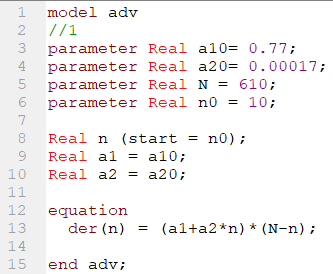 1 model adv
2 //1
3 parameter Real a10= 0.77;
4 parameter Real a20= 0.00017;
5 parameter Real N = 610;
6 parameter Real n0 = 10;
7
8 Real n (start = n0);
9 Real a1 = a10;
10 Real a2 = a20;
11
12 equation
13   der(n) = (a1+a2*n)*(N-n);
14
15 end adv;